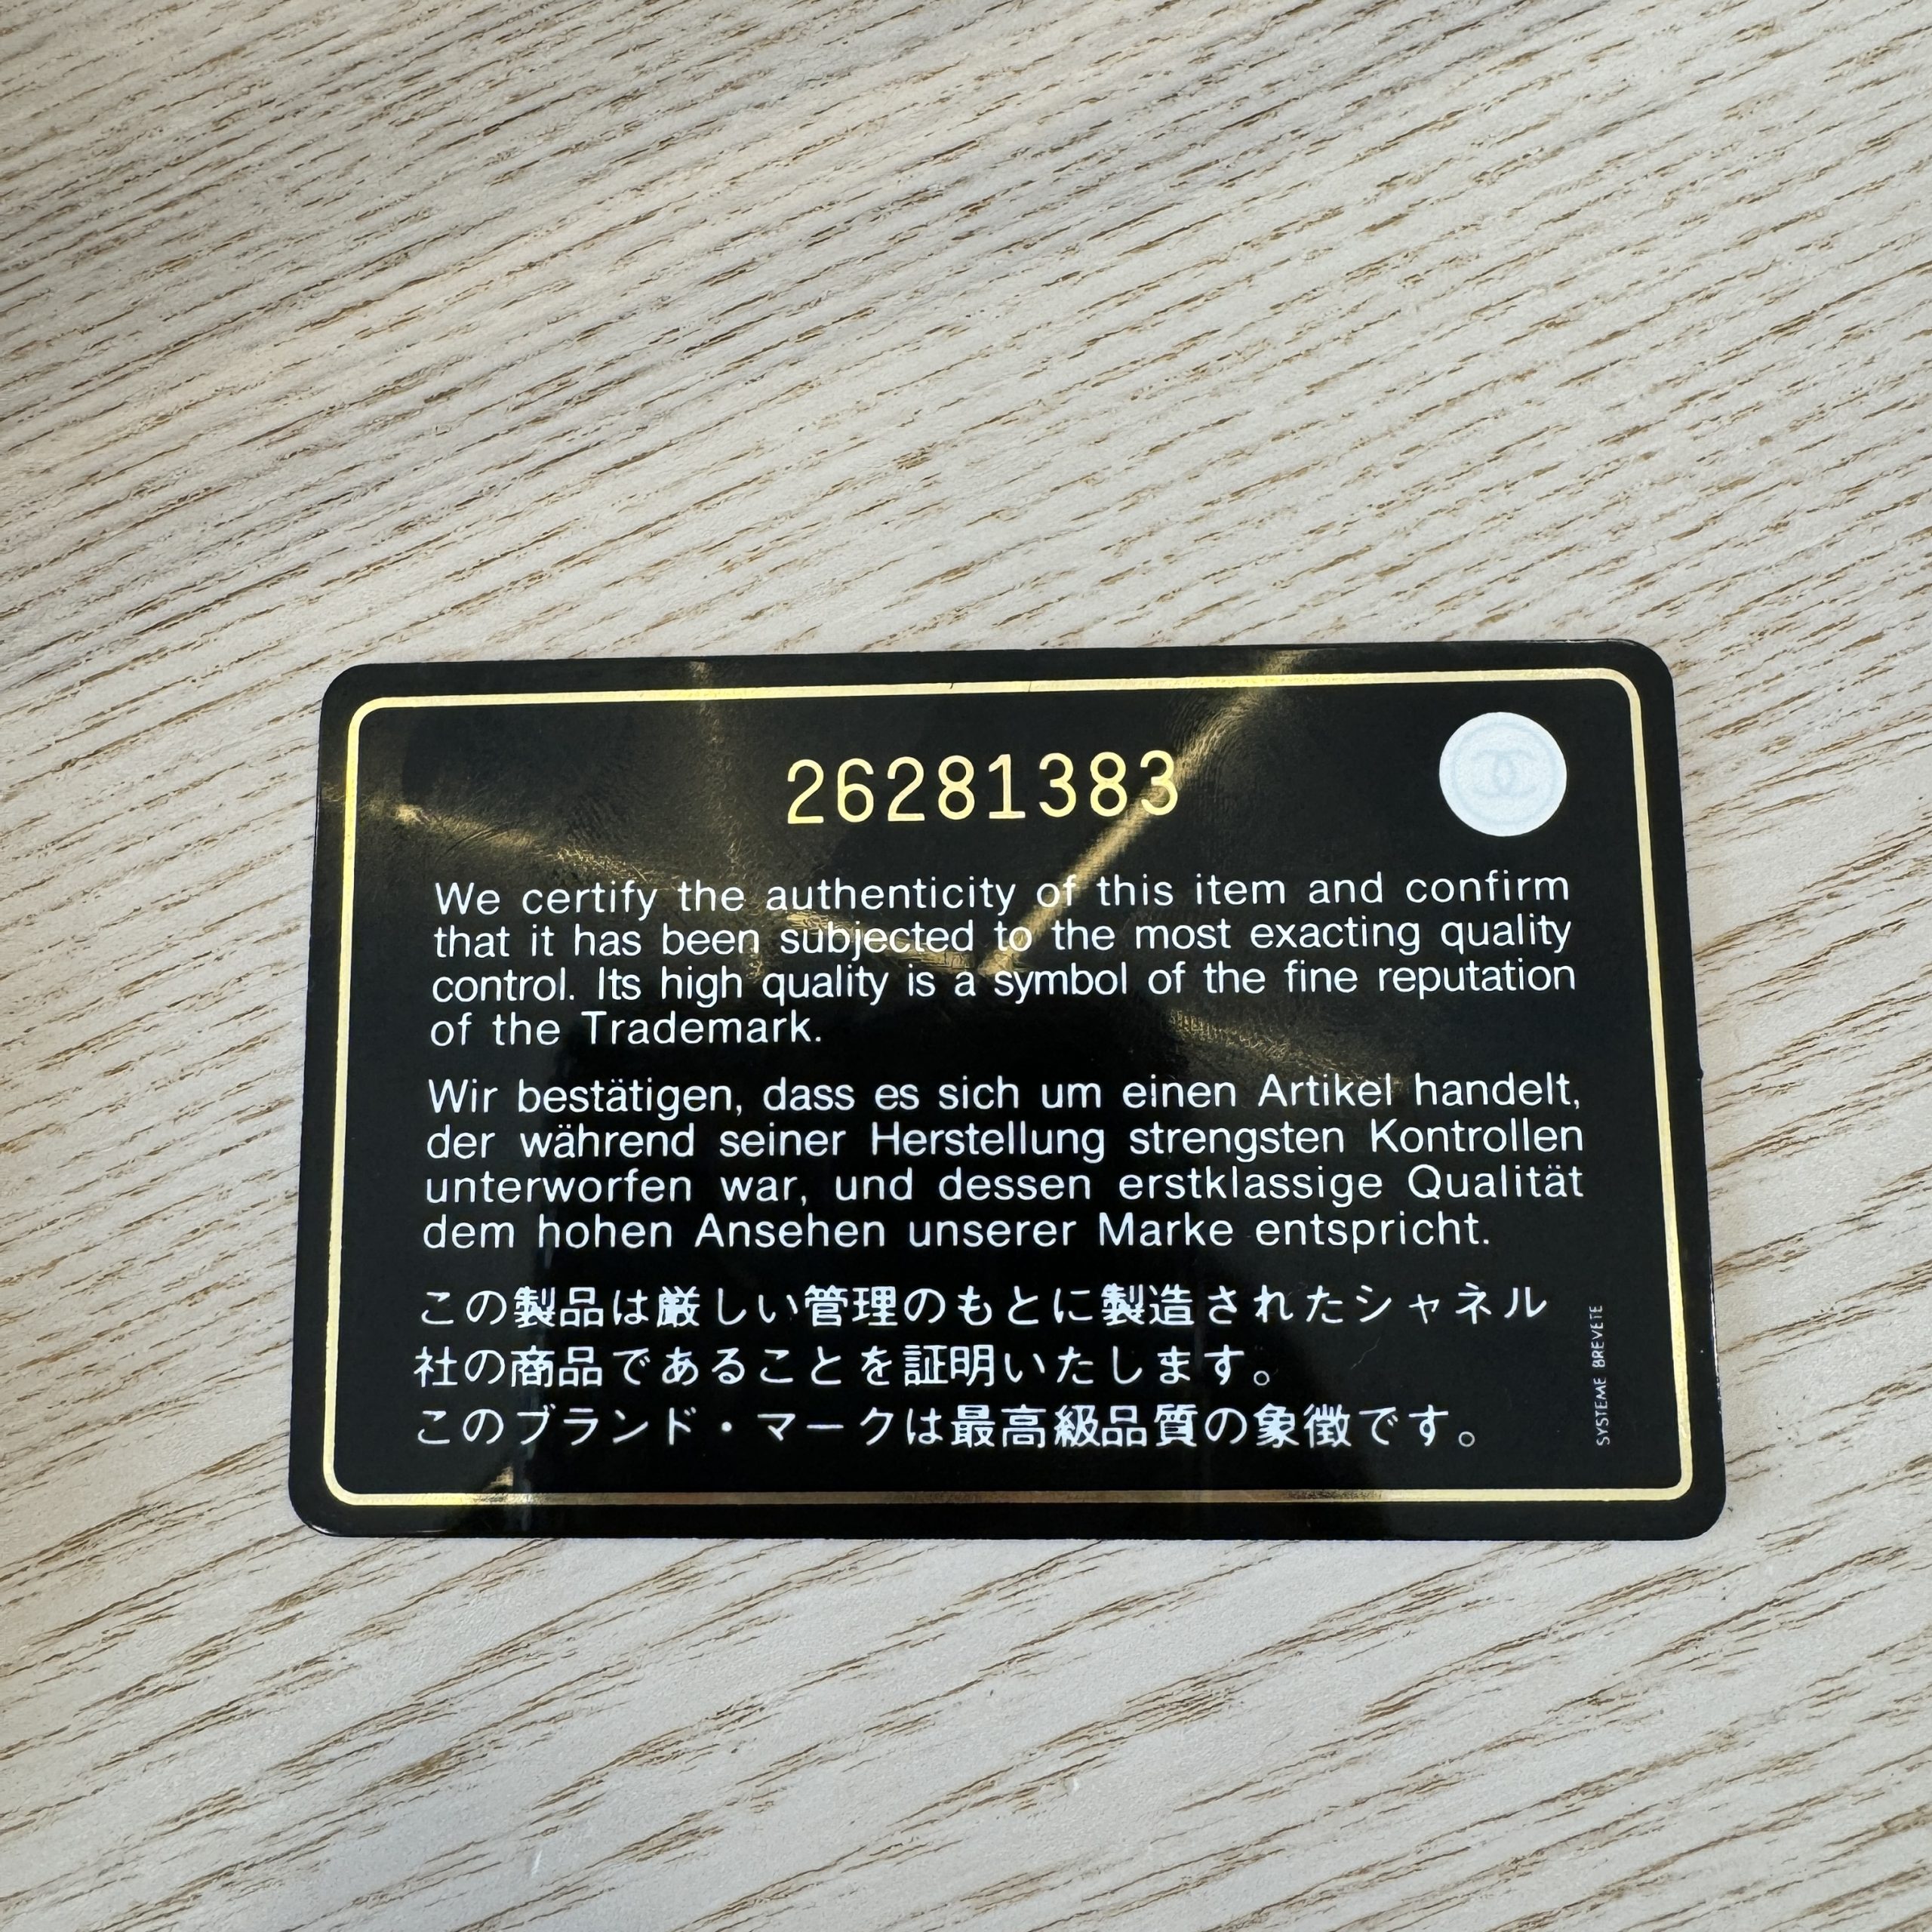 26281383
We certify the authenticity of this item and confirm
that it has been subjected to the most exacting quality
control. Its high quality is a symbol of the fine reputation
of the Trademark.
Wir bestätigen, dass es sich um einen Artikel handelt,
der während seiner Herstellung strengsten Kontrollen
unterworfen war, und dessen erstklassige Qualität
dem hohen Ansehen unserer Marke entspricht.
この製品は厳しい管理のもとに製造されたシャネル
社の商品であることを証明いたします。
このブランド・マークは最高級品質の象徴です。
SYSTEME BREVETE